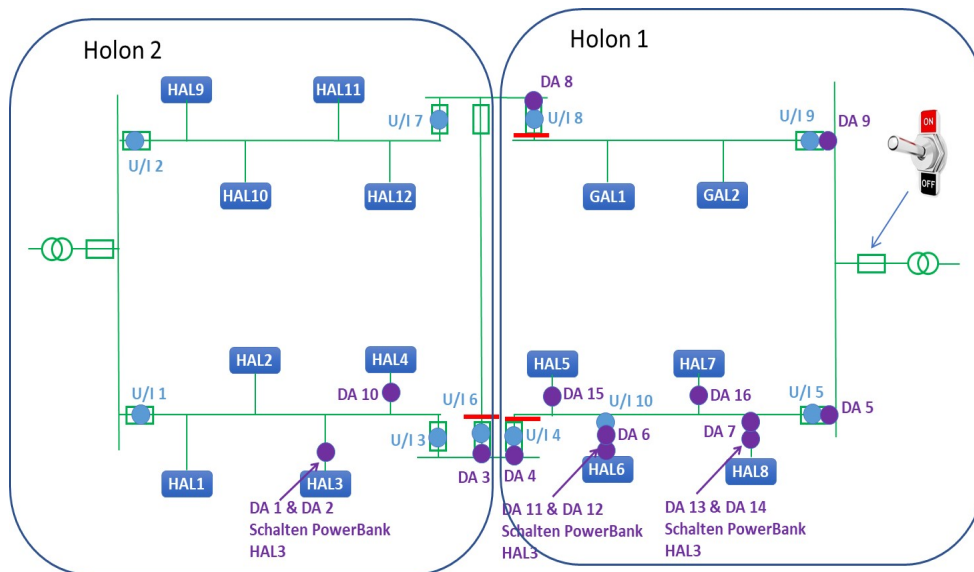 Holon 2
Holon 1
HAL9
HAL11
DA 8
U/I 7
U/I 8
U/I 9
DA 9
ON
U/I 2
HAL10
HAL12
GAL1
GAL2
OFF
HAL2
HAL4
HAL5
HAL7
U/I 1
DA 10
U/I 6
DA 15
DA 16
U/I 5
U/I 10
DA 5
U/I 3
U/I 4
DA 6
DA 7
HAL1
HAL3
DA 3
DA 4
HAL6
HAL8
DA 1 & DA 2
Schalten PowerBank
HAL3
DA 11 & DA 12
Schalten PowerBank
HAL3
DA 13 & DA 14
Schalten PowerBank
HAL3